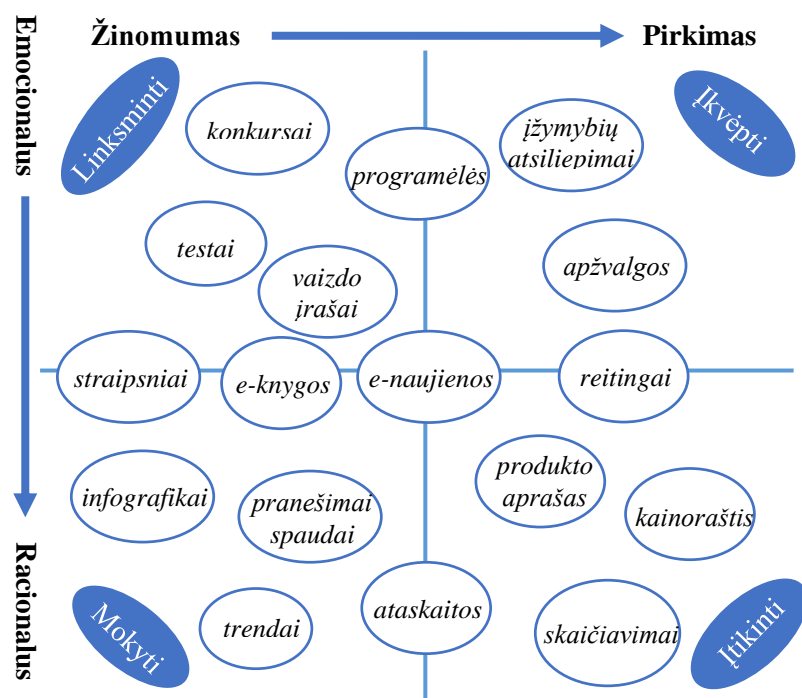 Žinomumas
Pirkimas
Emocionalus
Linksminti
konkursai
programėlės
įžymybių
atsiliepimai
Įkvėpti
testai
vaizdo
įrašai
apžvalgos
straipsniai
e-knygos
e-naujienos
reitingai
infografikai
pranešimai
spaudai
produkto
aprašas
kainoraštis
Racionalus
Mokyti
trendai
ataskaitos
skaičiavimai
Įtikinti